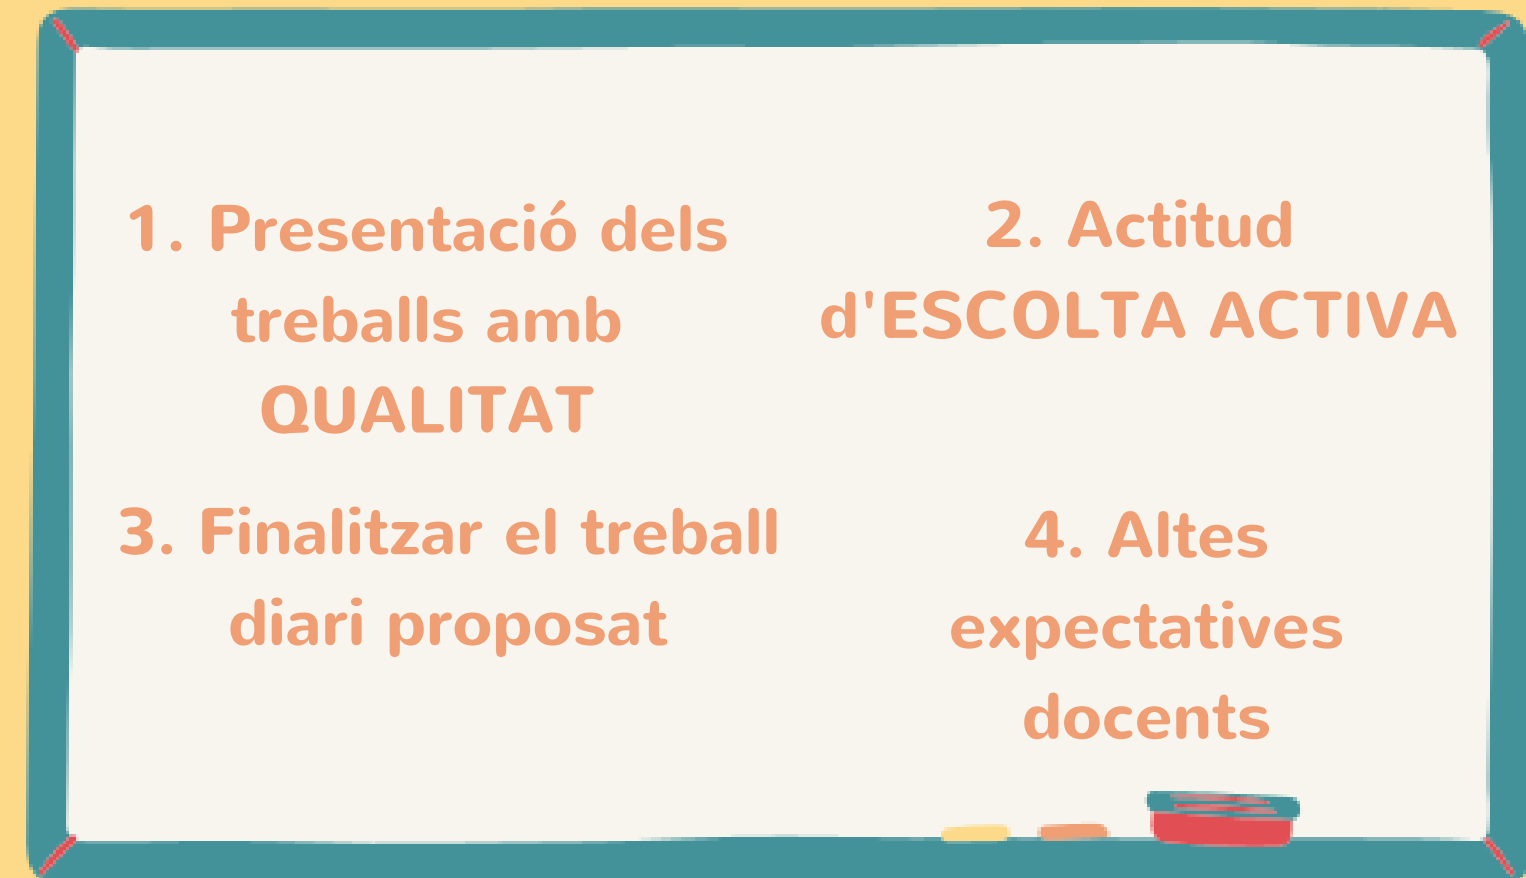 1. Presentació dels
treballs amb
QUALITAT
2. Actitud
d'ESCOLTA ACTIVA
3. Finalitzar el treball
diari proposat
4. Altes
expectatives
docents